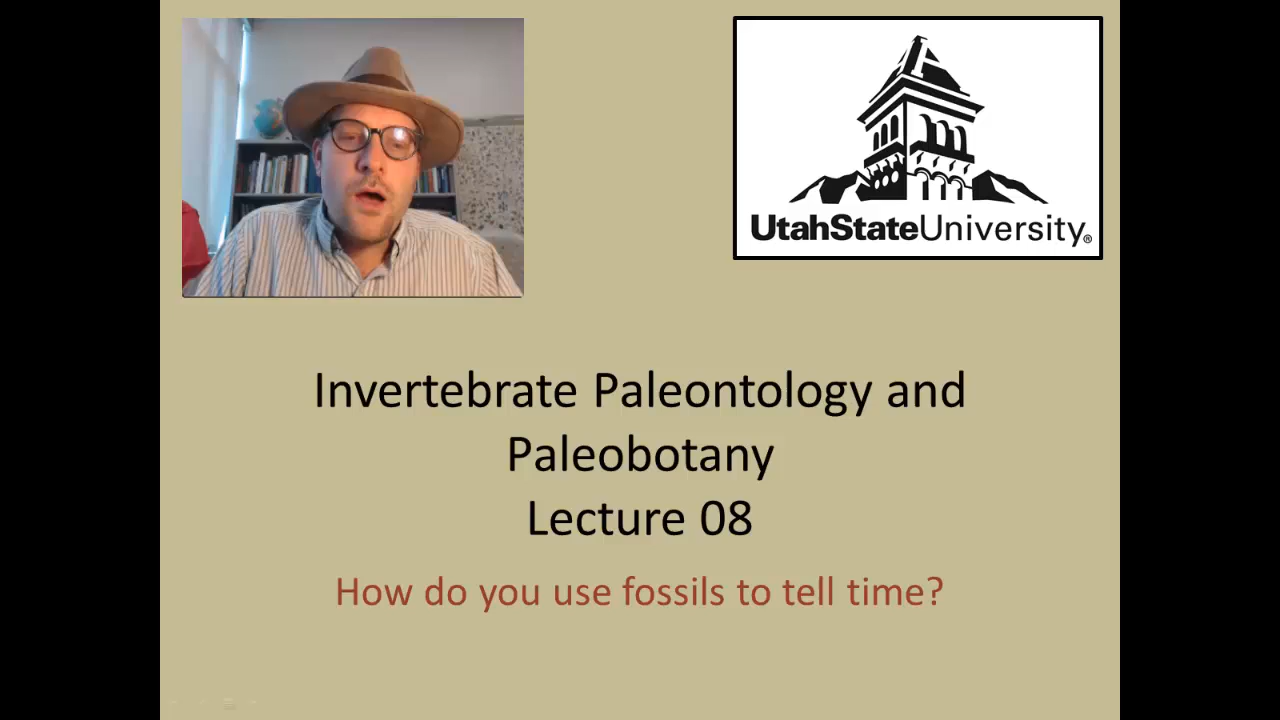 UtahStateUniversity®
Invertebrate Paleontology and
Paleobotany
Lecture 08
How do you use fossils to tell time?